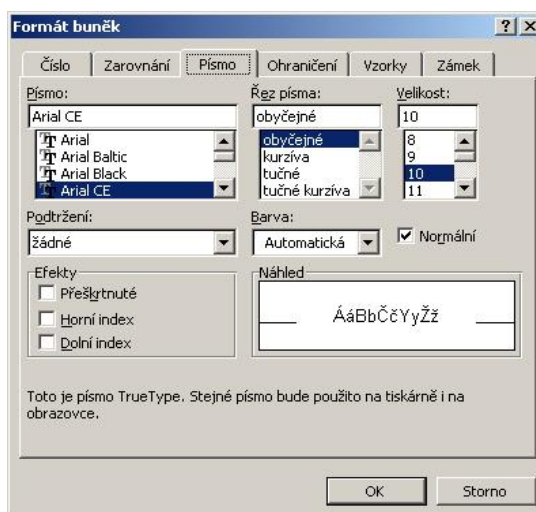 Formát buněk
Číslo Zarovnání Písmo Ohraničení Vzorky Zámek
Písmo: Řez písma: Velikost:
Arial CE obyčejné 10
Arial obyčejné 8
Arial Baltic kurzíva 9
Arial Black tučné 10
Arial CE tučné kurzíva 11
Podtržení: Barva:
žádné Automatická Normální
Efekty Náhled
Přeškrtnuté
Horní index
Dolní index
ÁáBbČčYyŽž
Toto je písmo TrueType. Stejné písmo bude použito na tiskárně i na
obrazovce.
OK Storno